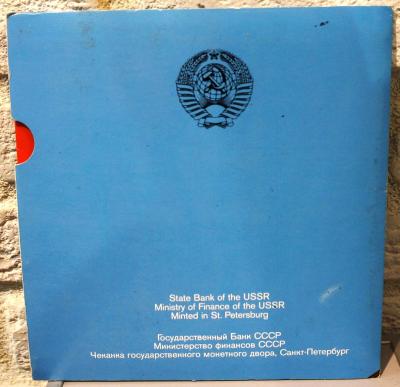 State Bank of the USSR
Ministry of Finance of the USSR
Minted in St. Petersburg
Государственный Банк СССР
Министерство финансов СССР
Чеканка государственного монетного двора, Санкт-Петербург